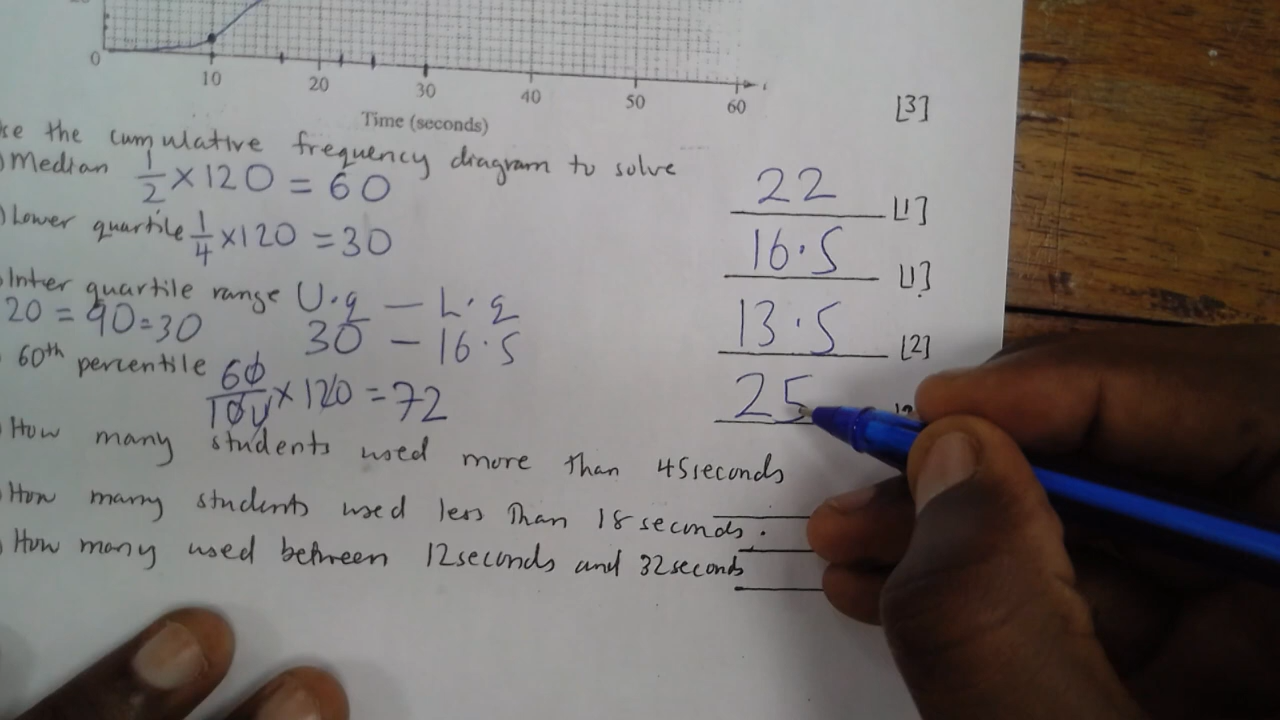 0
10 20 30 40 50 60
Time (seconds)
[3]
the cumulative frequency diagram to solve
Median 1/2 × 120 = 60 22 [1]
Lower quartile 1/4 × 120 = 30 16.5 [1]
Inter quartile range U.q — L.q
20 = 90 = 30 30 — 16.5 13.5 [2]
60th percentile 60/100 × 120 = 72 25
How many students used more than 45seconds
How many students used less than 18 seconds.
How many used between 12seconds and 32seconds